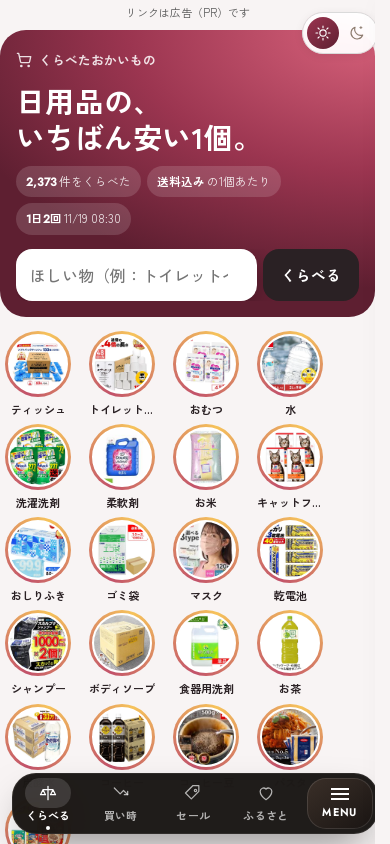 リンクは広告（PR）です
くらべたおかいもの
日用品の、
いちばん安い1個。
2,373 件をくらべた
送料込み の1個あたり
1日2回 11/19 08:30
ほしい物（例：トイレット
くらべる
ティッシュ
トイレット…
おむつ
水
洗濯洗剤
柔軟剤
お米
キャットフ…
おしりふき
ゴミ袋
マスク
乾電池
シャンプー
ボディソープ
食器用洗剤
お茶
くらべる
買い時
セール
ふるさと
MENU